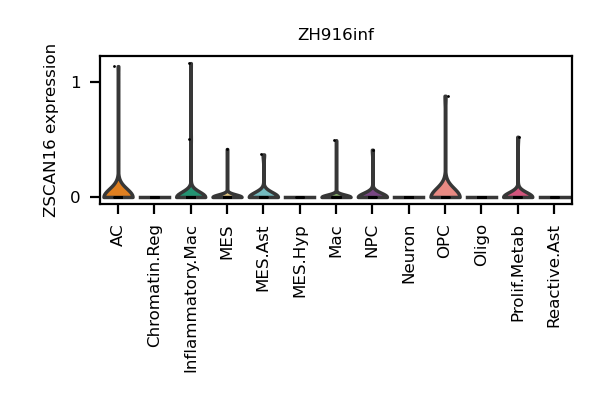 ZH916inf
ZSCAN16 expression
1
0
AC
Chromatin.Reg
Inflammatory.Mac
MES
MES.Ast
MES.Hyp
Mac
NPC
Neuron
OPC
Oligo
Prolif.Metab
Reactive.Ast